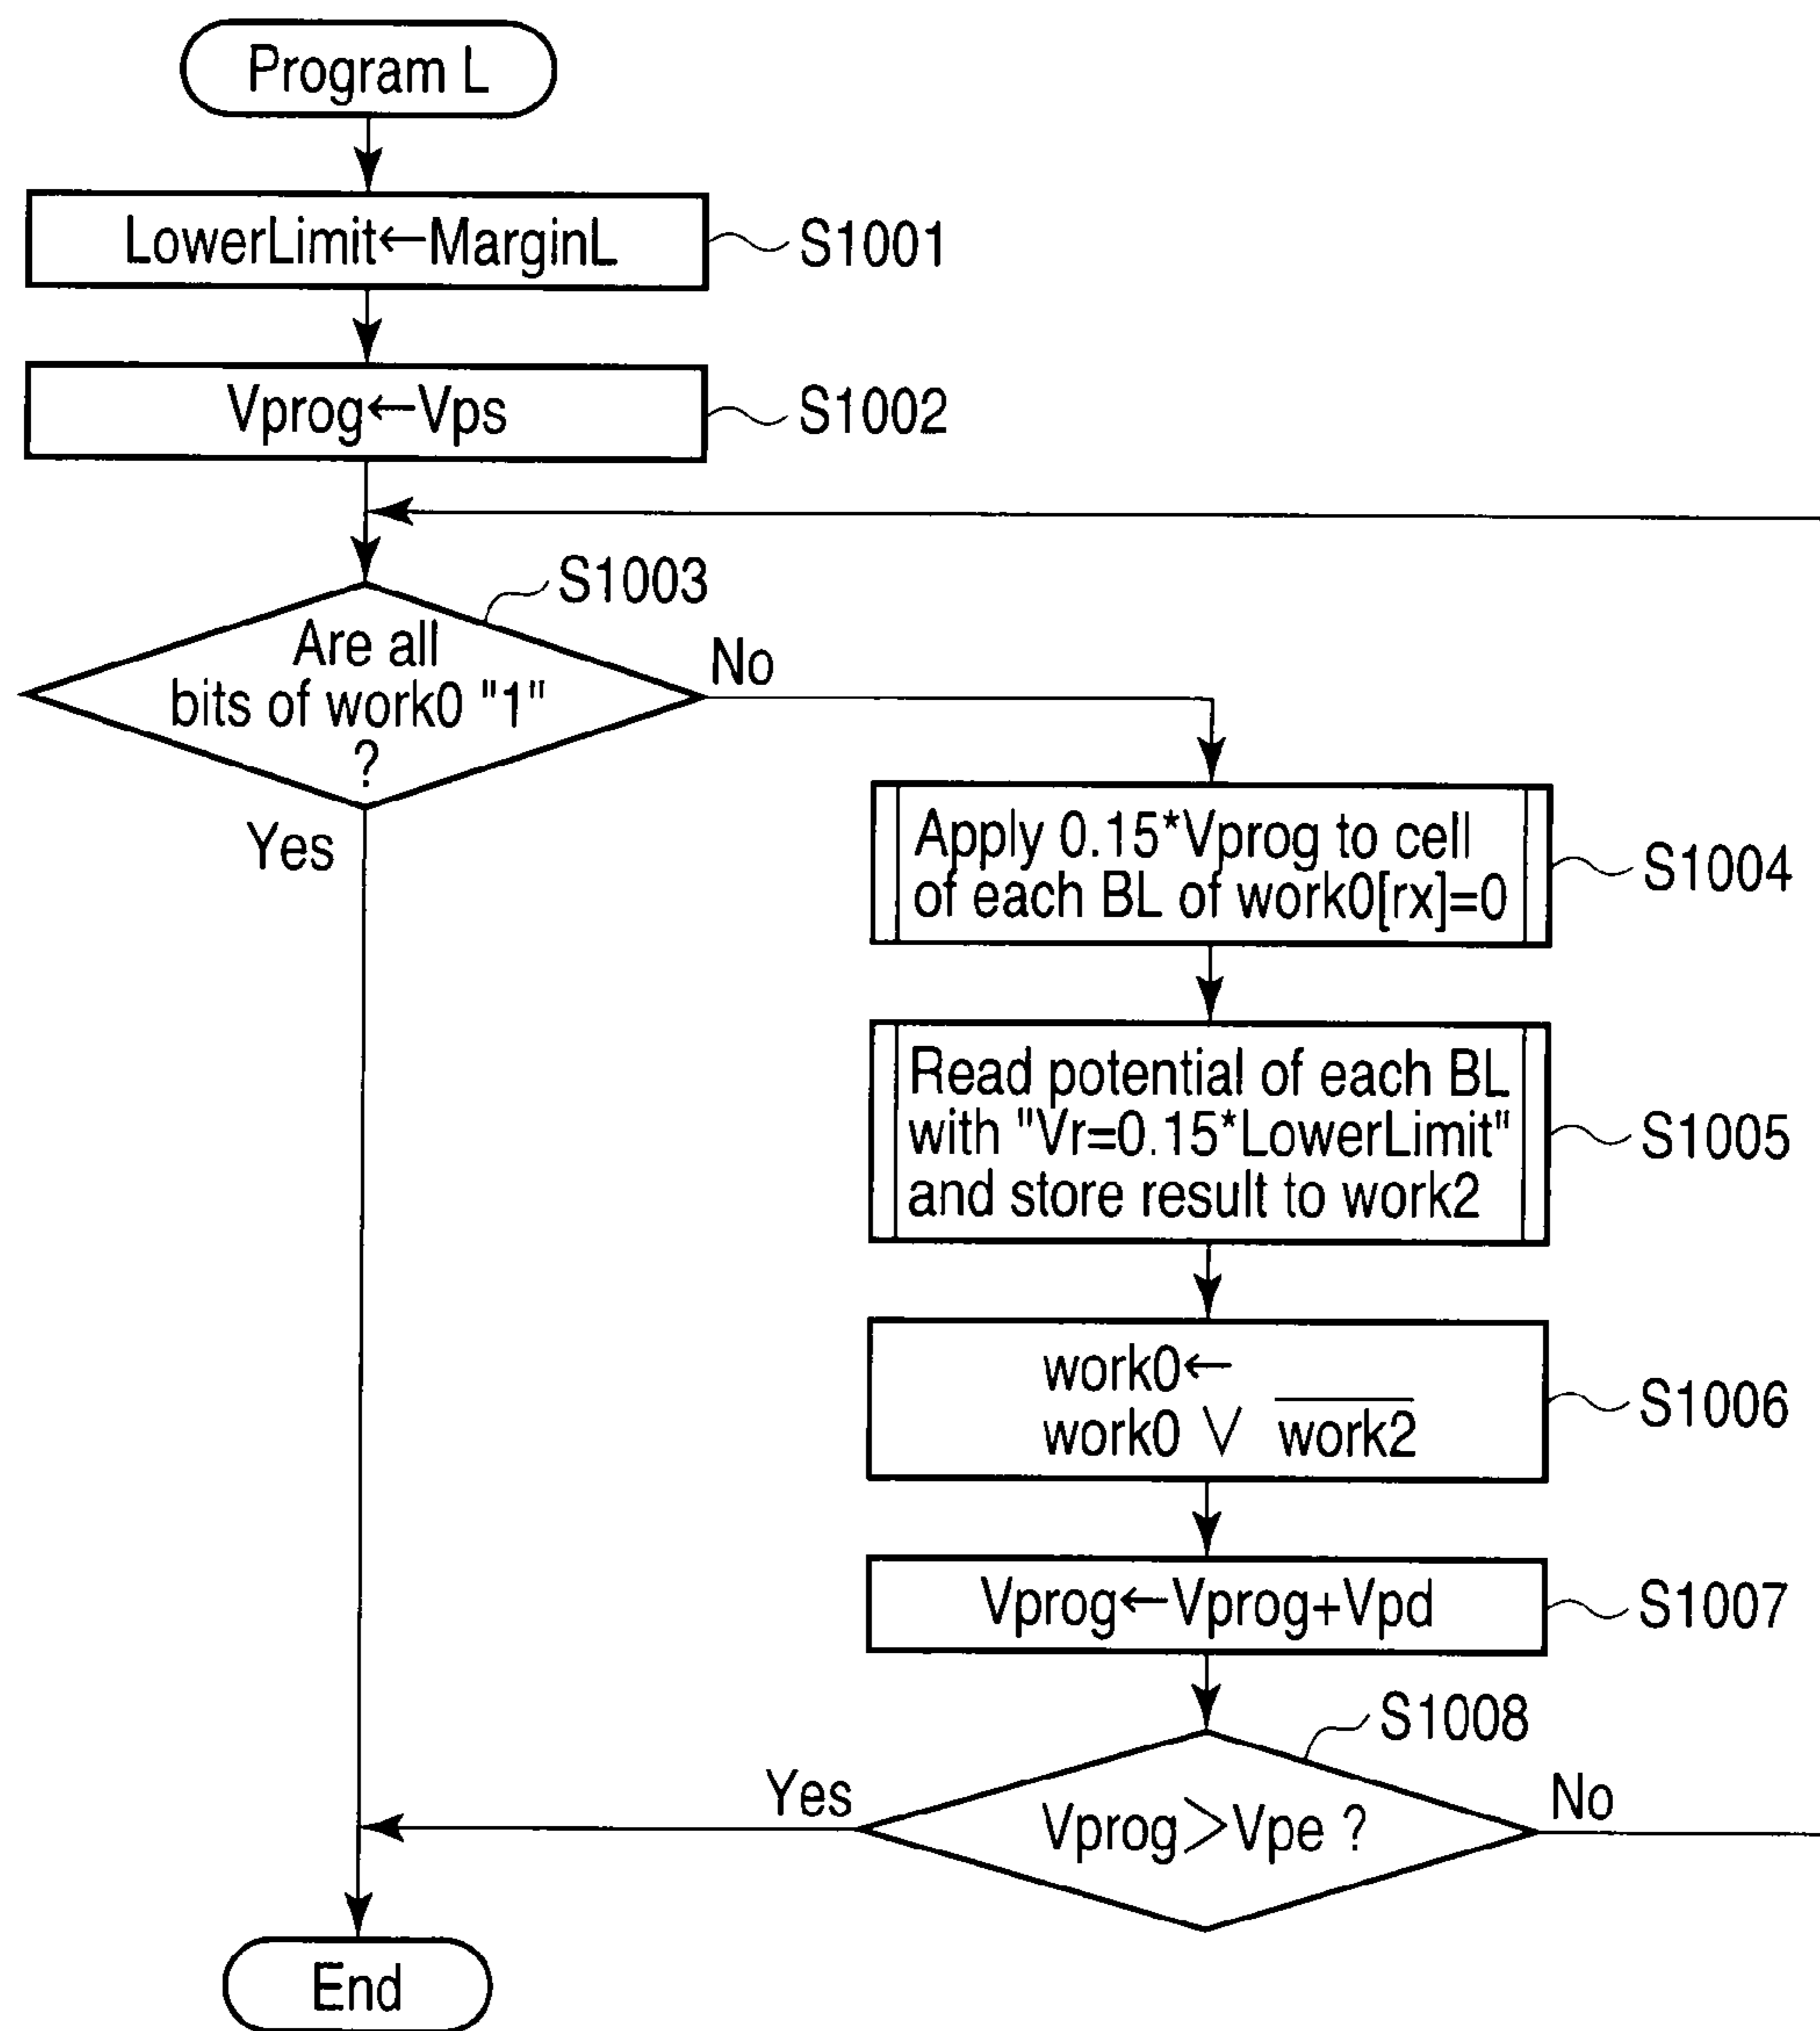 Program L
LowerLimit←MarginL
S1001
Vprog←Vps
S1002
S1003
Are all
bits of work0 "1"
?
No
Yes
Apply 0.15*Vprog to cell
of each BL of work0[rx]=0
S1004
Read potential of each BL
with "Vr=0.15*LowerLimit"
and store result to work2
S1005
work0←
work0 ∨ w̅o̅r̅k̅2̅
S1006
Vprog←Vprog+Vpd
S1007
S1008
Yes
Vprog>Vpe ?
No
End